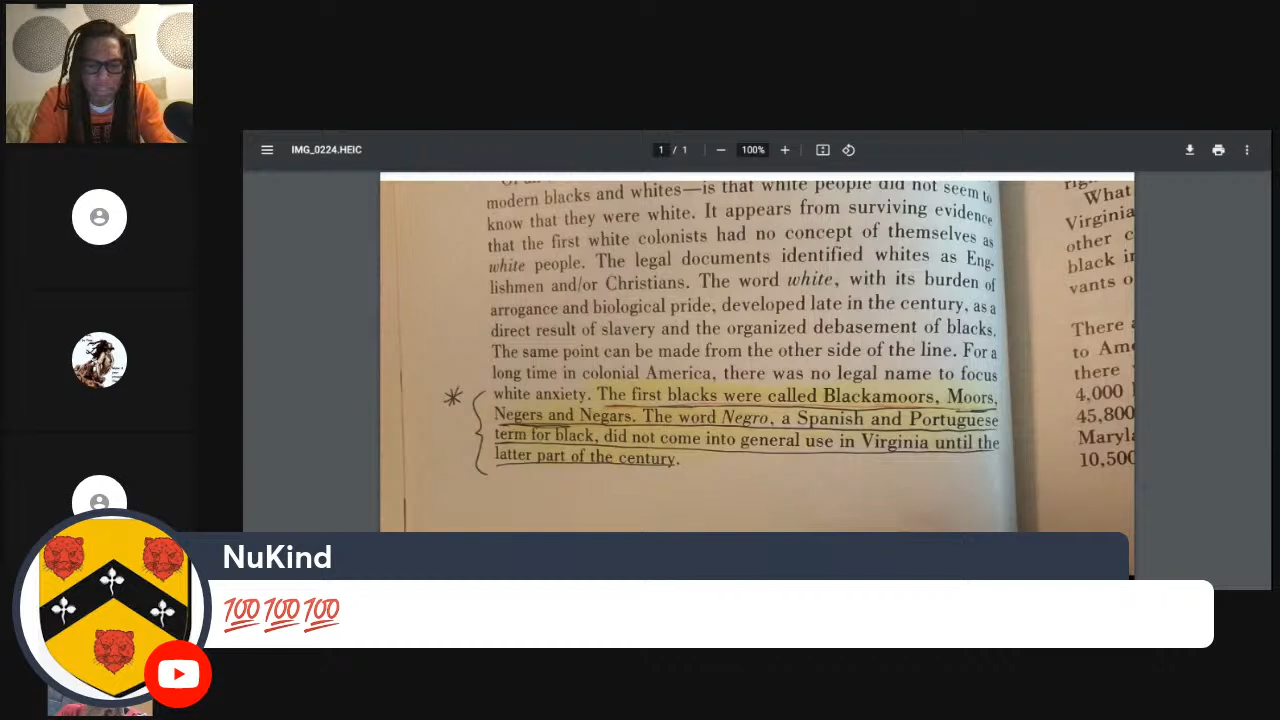 IMG_0224.HEIC
1 / 1
100%
modern blacks and whites—is that white people did not seem to
know that they were white. It appears from surviving evidence
that the first white colonists had no concept of themselves as
white people. The legal documents identified whites as Eng-
lishmen and/or Christians. The word white, with its burden of
arrogance and biological pride, developed late in the century, as a
direct result of slavery and the organized debasement of blacks.
The same point can be made from the other side of the line. For a
long time in colonial America, there was no legal name to focus
white anxiety. The first blacks were called Blackamoors, Moors,
Negers and Negars. The word Negro, a Spanish and Portuguese
term for black, did not come into general use in Virginia until the
latter part of the century.
What
Virginia
other c
black in
vants o
There a
to Ame
there
4,000
45,800
Maryla
10,500
NuKind
💯💯💯